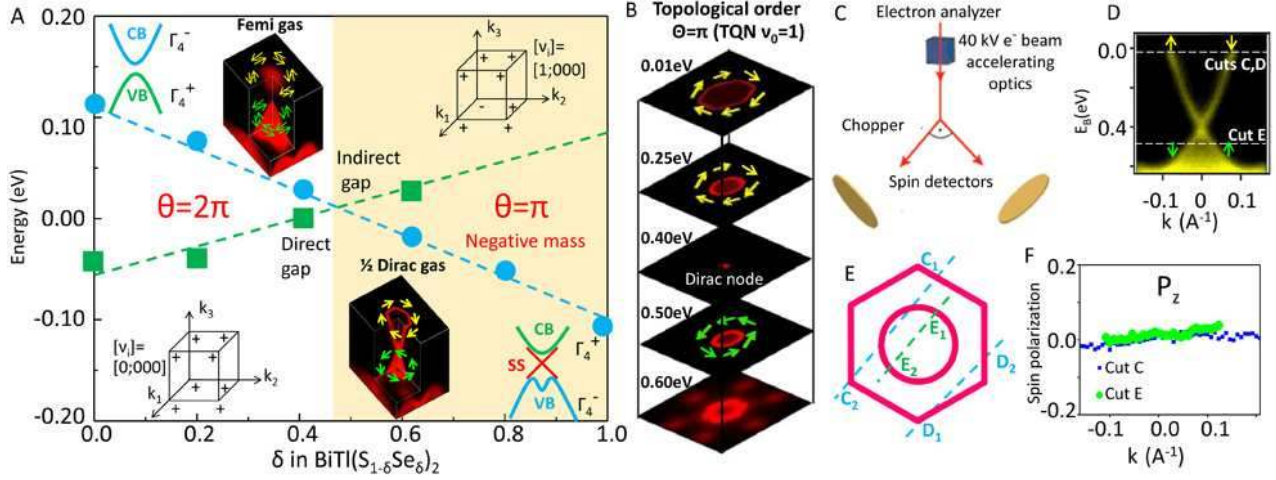 A
0.20
0.10
0.00
-0.10
-0.20
Energy (eV)
CB
Γ₄⁻
VB
Γ₄⁺
Femi gas
k₃
[νᵢ]=
[1;000]
k₂
k₁
+ + + + + - + +
Indirect
gap
θ=2π
θ=π
Direct
gap
Negative mass
½ Dirac gas
k₃
[νᵢ]=
[0;000]
k₁
k₂
+ + + + + + + +
CB
Γ₄⁺
SS
VB
Γ₄⁻
0.0 0.2 0.4 0.6 0.8 1.0
δ in BiTl(S₁₋δSeδ)₂
B
Topological order
Θ=π (TQN ν₀=1)
0.01eV
0.25eV
0.40eV
Dirac node
0.50eV
0.60eV
C
Electron analyzer
40 kV e⁻ beam
accelerating
optics
Chopper
Spin detectors
D
0.0
0.4
E_B(eV)
Cuts C,D
Cut E
-0.1 0.0 0.1
k (A⁻¹)
E
C₁
E₁
E₂
D₂
C₂
D₁
F
0.2
0.0
-0.2
Spin polarization
P_z
Cut C
Cut E
-0.1 0.0 0.1
k (A⁻¹)